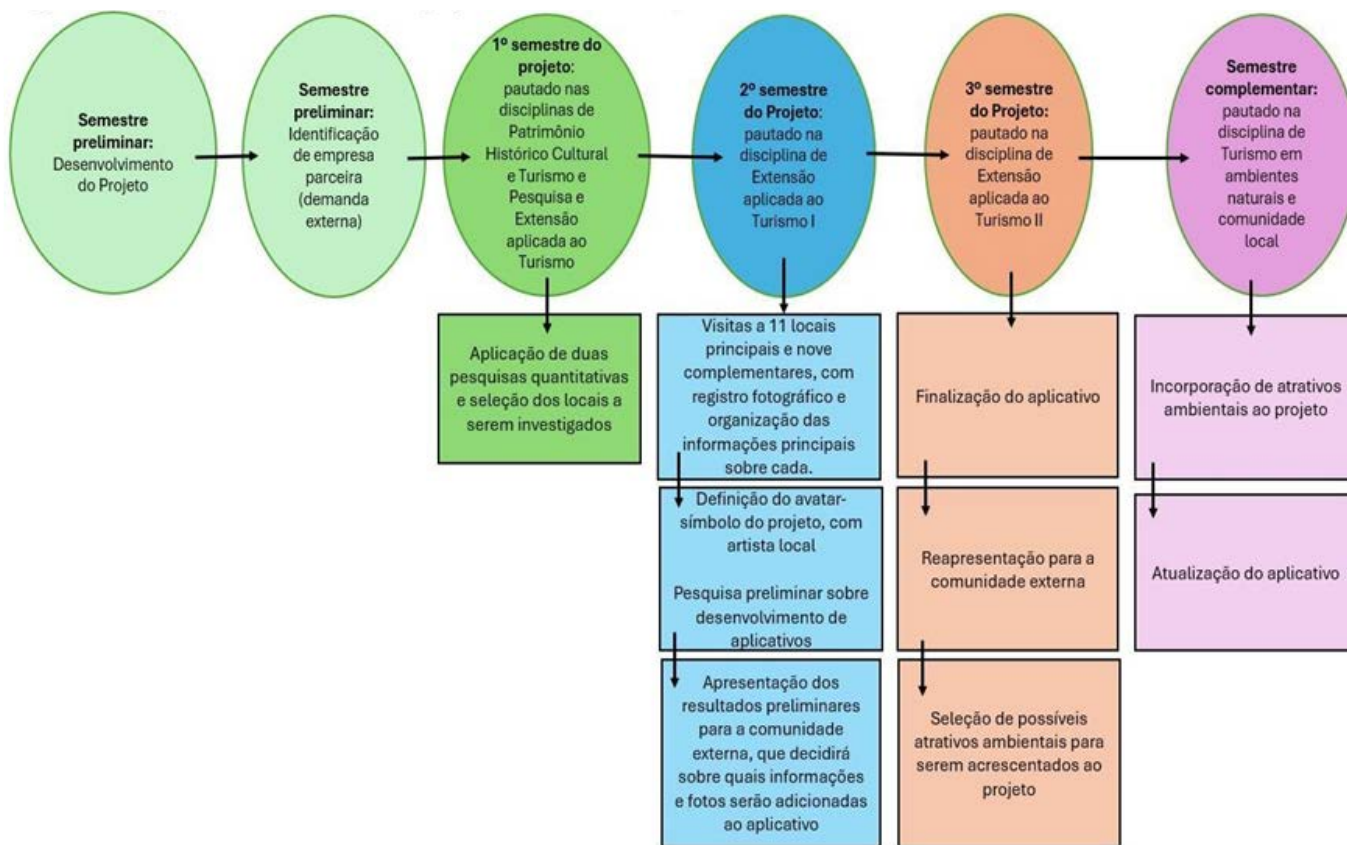 Semestre
preliminar:
Desenvolvimento
do Projeto
Semestre
preliminar:
Identificação
de empresa
parceira
(demanda
externa)
1º semestre do
projeto:
pautado nas
disciplinas de
Patrimônio
Histórico Cultural
e Turismo e
Pesquisa e
Extensão
aplicada ao
Turismo
2º semestre
do Projeto:
pautado na
disciplina de
Extensão
aplicada ao
Turismo I
3º semestre
do Projeto:
pautado na
disciplina de
Extensão
aplicada ao
Turismo II
Semestre
complementar:
pautado na
disciplina de
Turismo em
ambientes
naturais e
comunidade
local
Aplicação de duas
pesquisas quantitativas
e seleção dos locais a
serem investigados
Visitas a 11 locais
principais e nove
complementares, com
registro fotográfico e
organização das
informações principais
sobre cada.
Definição do avatar-
símbolo do projeto, com
artista local
Pesquisa preliminar sobre
desenvolvimento de
aplicativos
Apresentação dos
resultados preliminares
para a comunidade
externa, que decidirá
sobre quais informações
e fotos serão adicionadas
ao aplicativo
Finalização do aplicativo
Reapresentação para a
comunidade externa
Seleção de possíveis
atrativos ambientais para
serem acrescentados ao
projeto
Incorporação de atrativos
ambientais ao projeto
Atualização do aplicativo